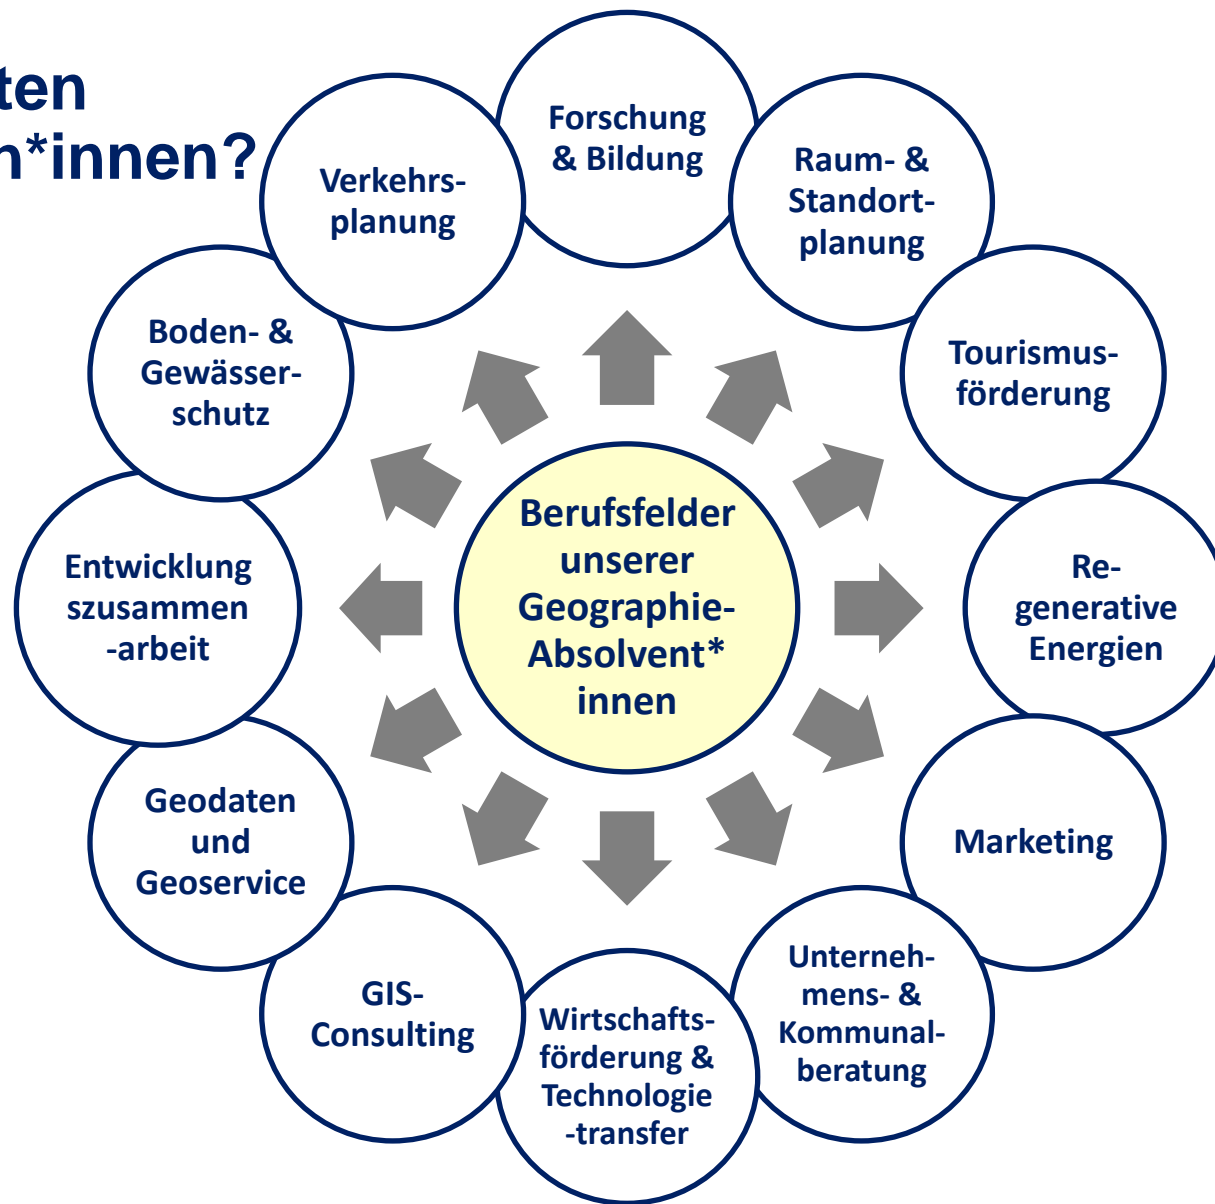 ten
n*innen?
Forschung
& Bildung
Raum- &
Standort-
planung
Tourismus-
förderung
Re-
generative
Energien
Marketing
Unterneh-
mens- &
Kommunal-
beratung
Wirtschafts-
förderung &
Technologie
-transfer
GIS-
Consulting
Geodaten
und
Geoservice
Entwicklung
szusammen
-arbeit
Boden- &
Gewässer-
schutz
Verkehrs-
planung
Berufsfelder
unserer
Geographie-
Absolvent*
innen